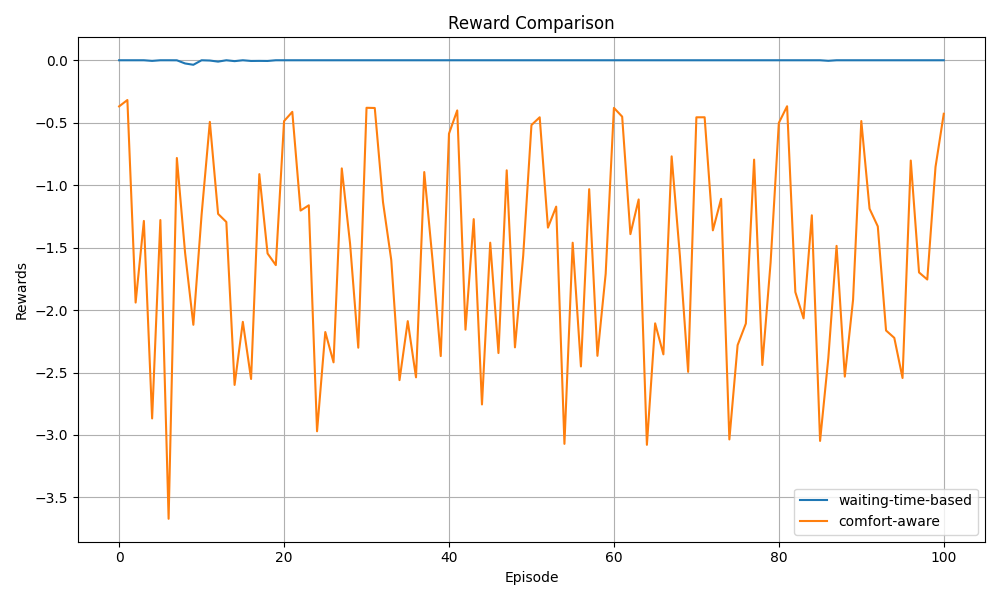 Reward Comparison
Rewards
0.0
−0.5
−1.0
−1.5
−2.0
−2.5
−3.0
−3.5
0 20 40 60 80 100
Episode
waiting-time-based
comfort-aware